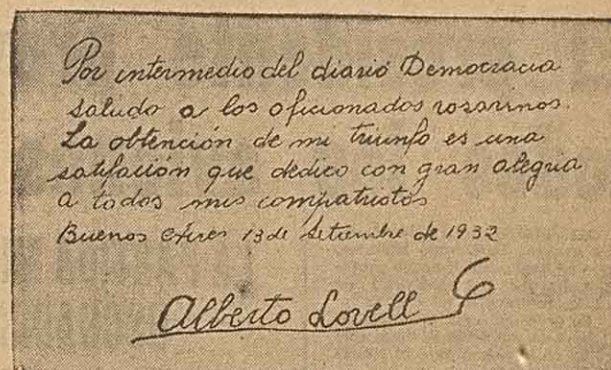 Por intermedio del diario Democracia
saludo a los aficionados rosarinos.
La obtención de mi triunfo es una
satifación que dedico con gran alegria
a todos mis compatriotas
Buenos Aires 13 de Setiembre de 1932
Alberto Lovell